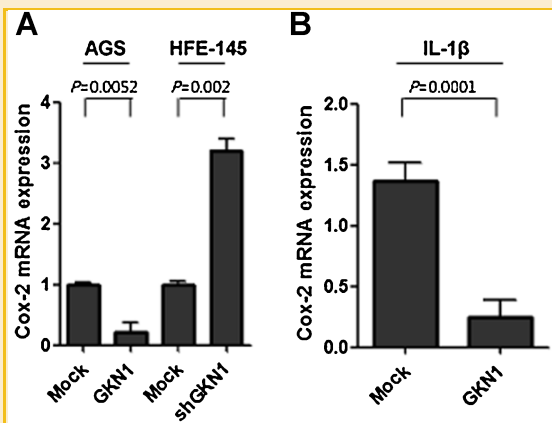 A
AGS HFE-145
P=0.0052 P=0.002
Cox-2 mRNA expression
4
3
2
1
0
Mock GKN1 Mock shGKN1
B
IL-1β
P=0.0001
Cox-2 mRNA expression
2.0
1.5
1.0
0.5
0.0
Mock GKN1